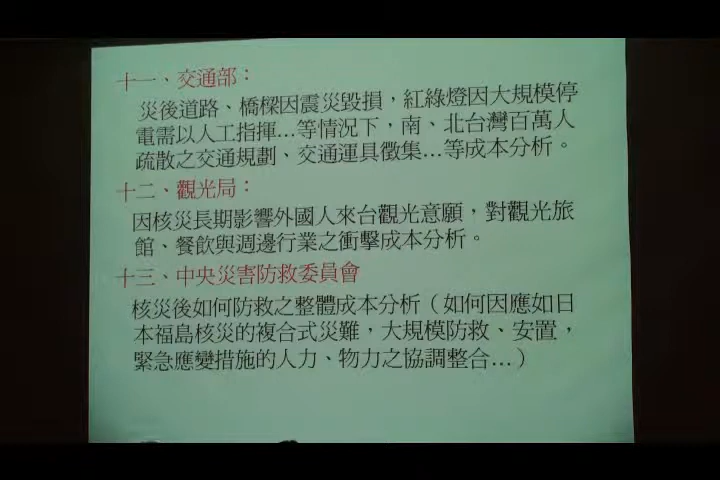 十一、交通部：
災後道路、橋樑因震災毀損，紅綠燈因大規模停
電需以人工指揮...等情況下，南、北台灣百萬人
疏散之交通規劃、交通運具徵集...等成本分析。
十二、觀光局：
因核災長期影響外國人來台觀光意願，對觀光旅
館、餐飲與週邊行業之衝擊成本分析。
十三、中央災害防救委員會
核災後如何防救之整體成本分析（如何因應如日
本福島核災的複合式災難，大規模防救、安置，
緊急應變措施的人力、物力之協調整合...）